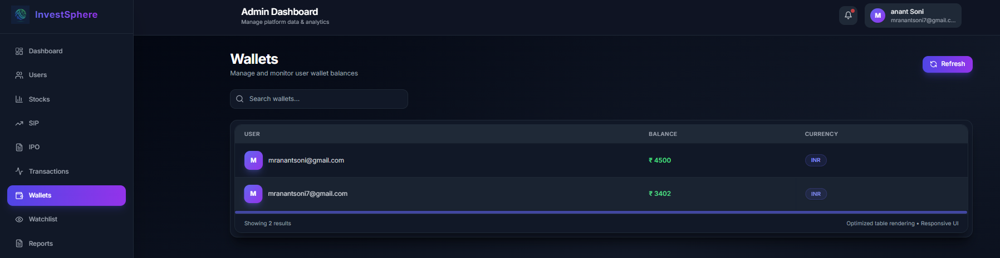 InvestSphere
Dashboard
Users
Stocks
SIP
IPO
Transactions
Wallets
Watchlist
Reports
Admin Dashboard
Manage platform data & analytics
M
anant Soni
mranantsoni7@gmail.c...
Wallets
Manage and monitor user wallet balances
Refresh
Search wallets...
USER BALANCE CURRENCY
M mranantsoni@gmail.com ₹ 4500 INR
M mranantsoni7@gmail.com ₹ 3402 INR
Showing 2 results Optimized table rendering • Responsive UI